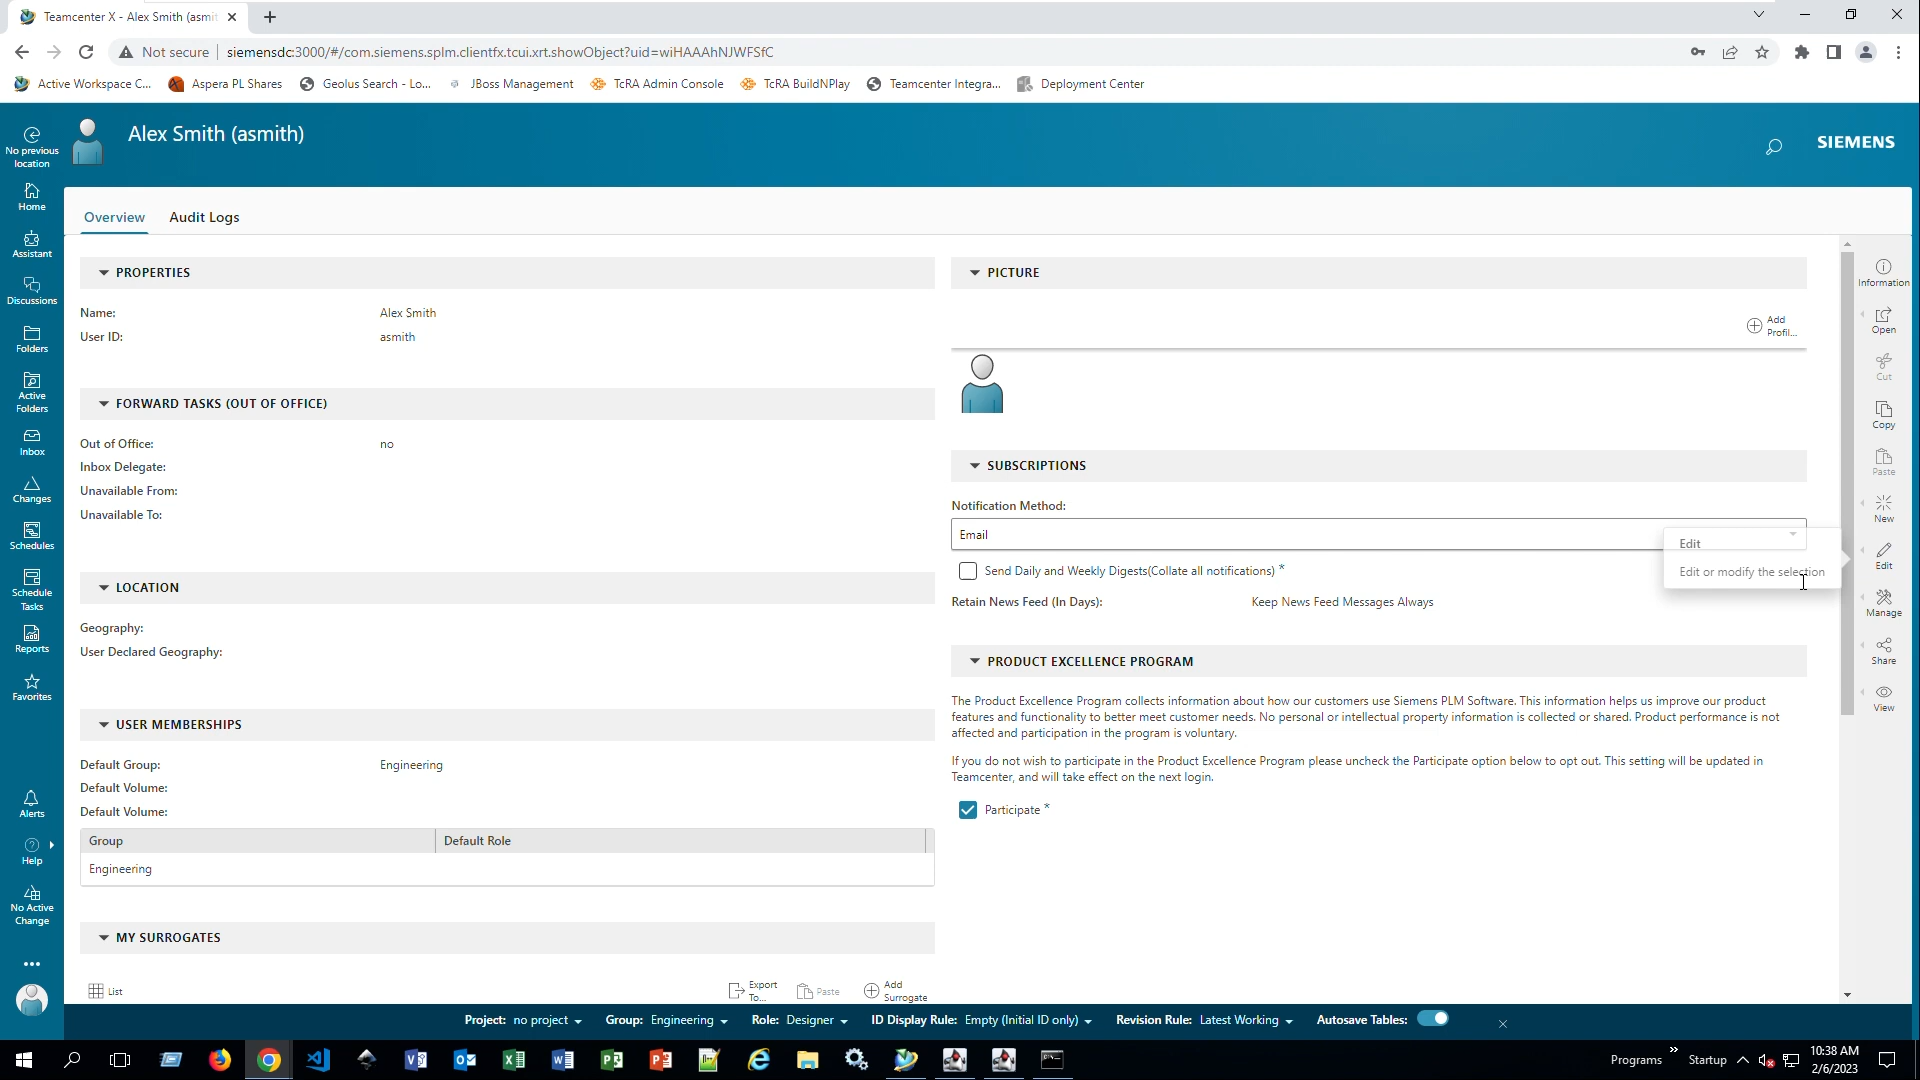 Teamcenter X - Alex Smith (asmit
Not secure
siemensdc:3000/#/com.siemens.splm.clientfx.tcui.xrt.showObject?uid=wiHAAAhNJWFSfC
Active Workspace C...
Aspera PL Shares
Geolus Search - Lo...
JBoss Management
TcRA Admin Console
TcRA BuildNPlay
Teamcenter Integra...
Deployment Center
No previous
location
Alex Smith (asmith)
SIEMENS
Home
Assistant
Discussions
Folders
Active
Folders
Inbox
Changes
Schedules
Schedule
Tasks
Reports
Favorites
Alerts
Help
No Active
Change
Overview
Audit Logs
PROPERTIES
Name: Alex Smith
User ID: asmith
FORWARD TASKS (OUT OF OFFICE)
Out of Office: no
Inbox Delegate:
Unavailable From:
Unavailable To:
LOCATION
Geography:
User Declared Geography:
USER MEMBERSHIPS
Default Group: Engineering
Default Volume:
Default Volume:
Group Default Role
Engineering
MY SURROGATES
List
Export
To...
Paste
Add
Surrogate
PICTURE
Add
Profil...
SUBSCRIPTIONS
Notification Method:
Email
Send Daily and Weekly Digests(Collate all notifications) *
Retain News Feed (In Days): Keep News Feed Messages Always
Edit
Edit or modify the selection
PRODUCT EXCELLENCE PROGRAM
The Product Excellence Program collects information about how our customers use Siemens PLM Software. This information helps us improve our product
features and functionality to better meet customer needs. No personal or intellectual property information is collected or shared. Product performance is not
affected and participation in the program is voluntary.
If you do not wish to participate in the Product Excellence Program please uncheck the Participate option below to opt out. This setting will be updated in
Teamcenter, and will take effect on the next login.
Participate *
Information
Open
Cut
Copy
Paste
New
Edit
Manage
Share
View
Project: no project
Group: Engineering
Role: Designer
ID Display Rule: Empty (Initial ID only)
Revision Rule: Latest Working
Autosave Tables:
Programs
Startup
10:38 AM
2/6/2023